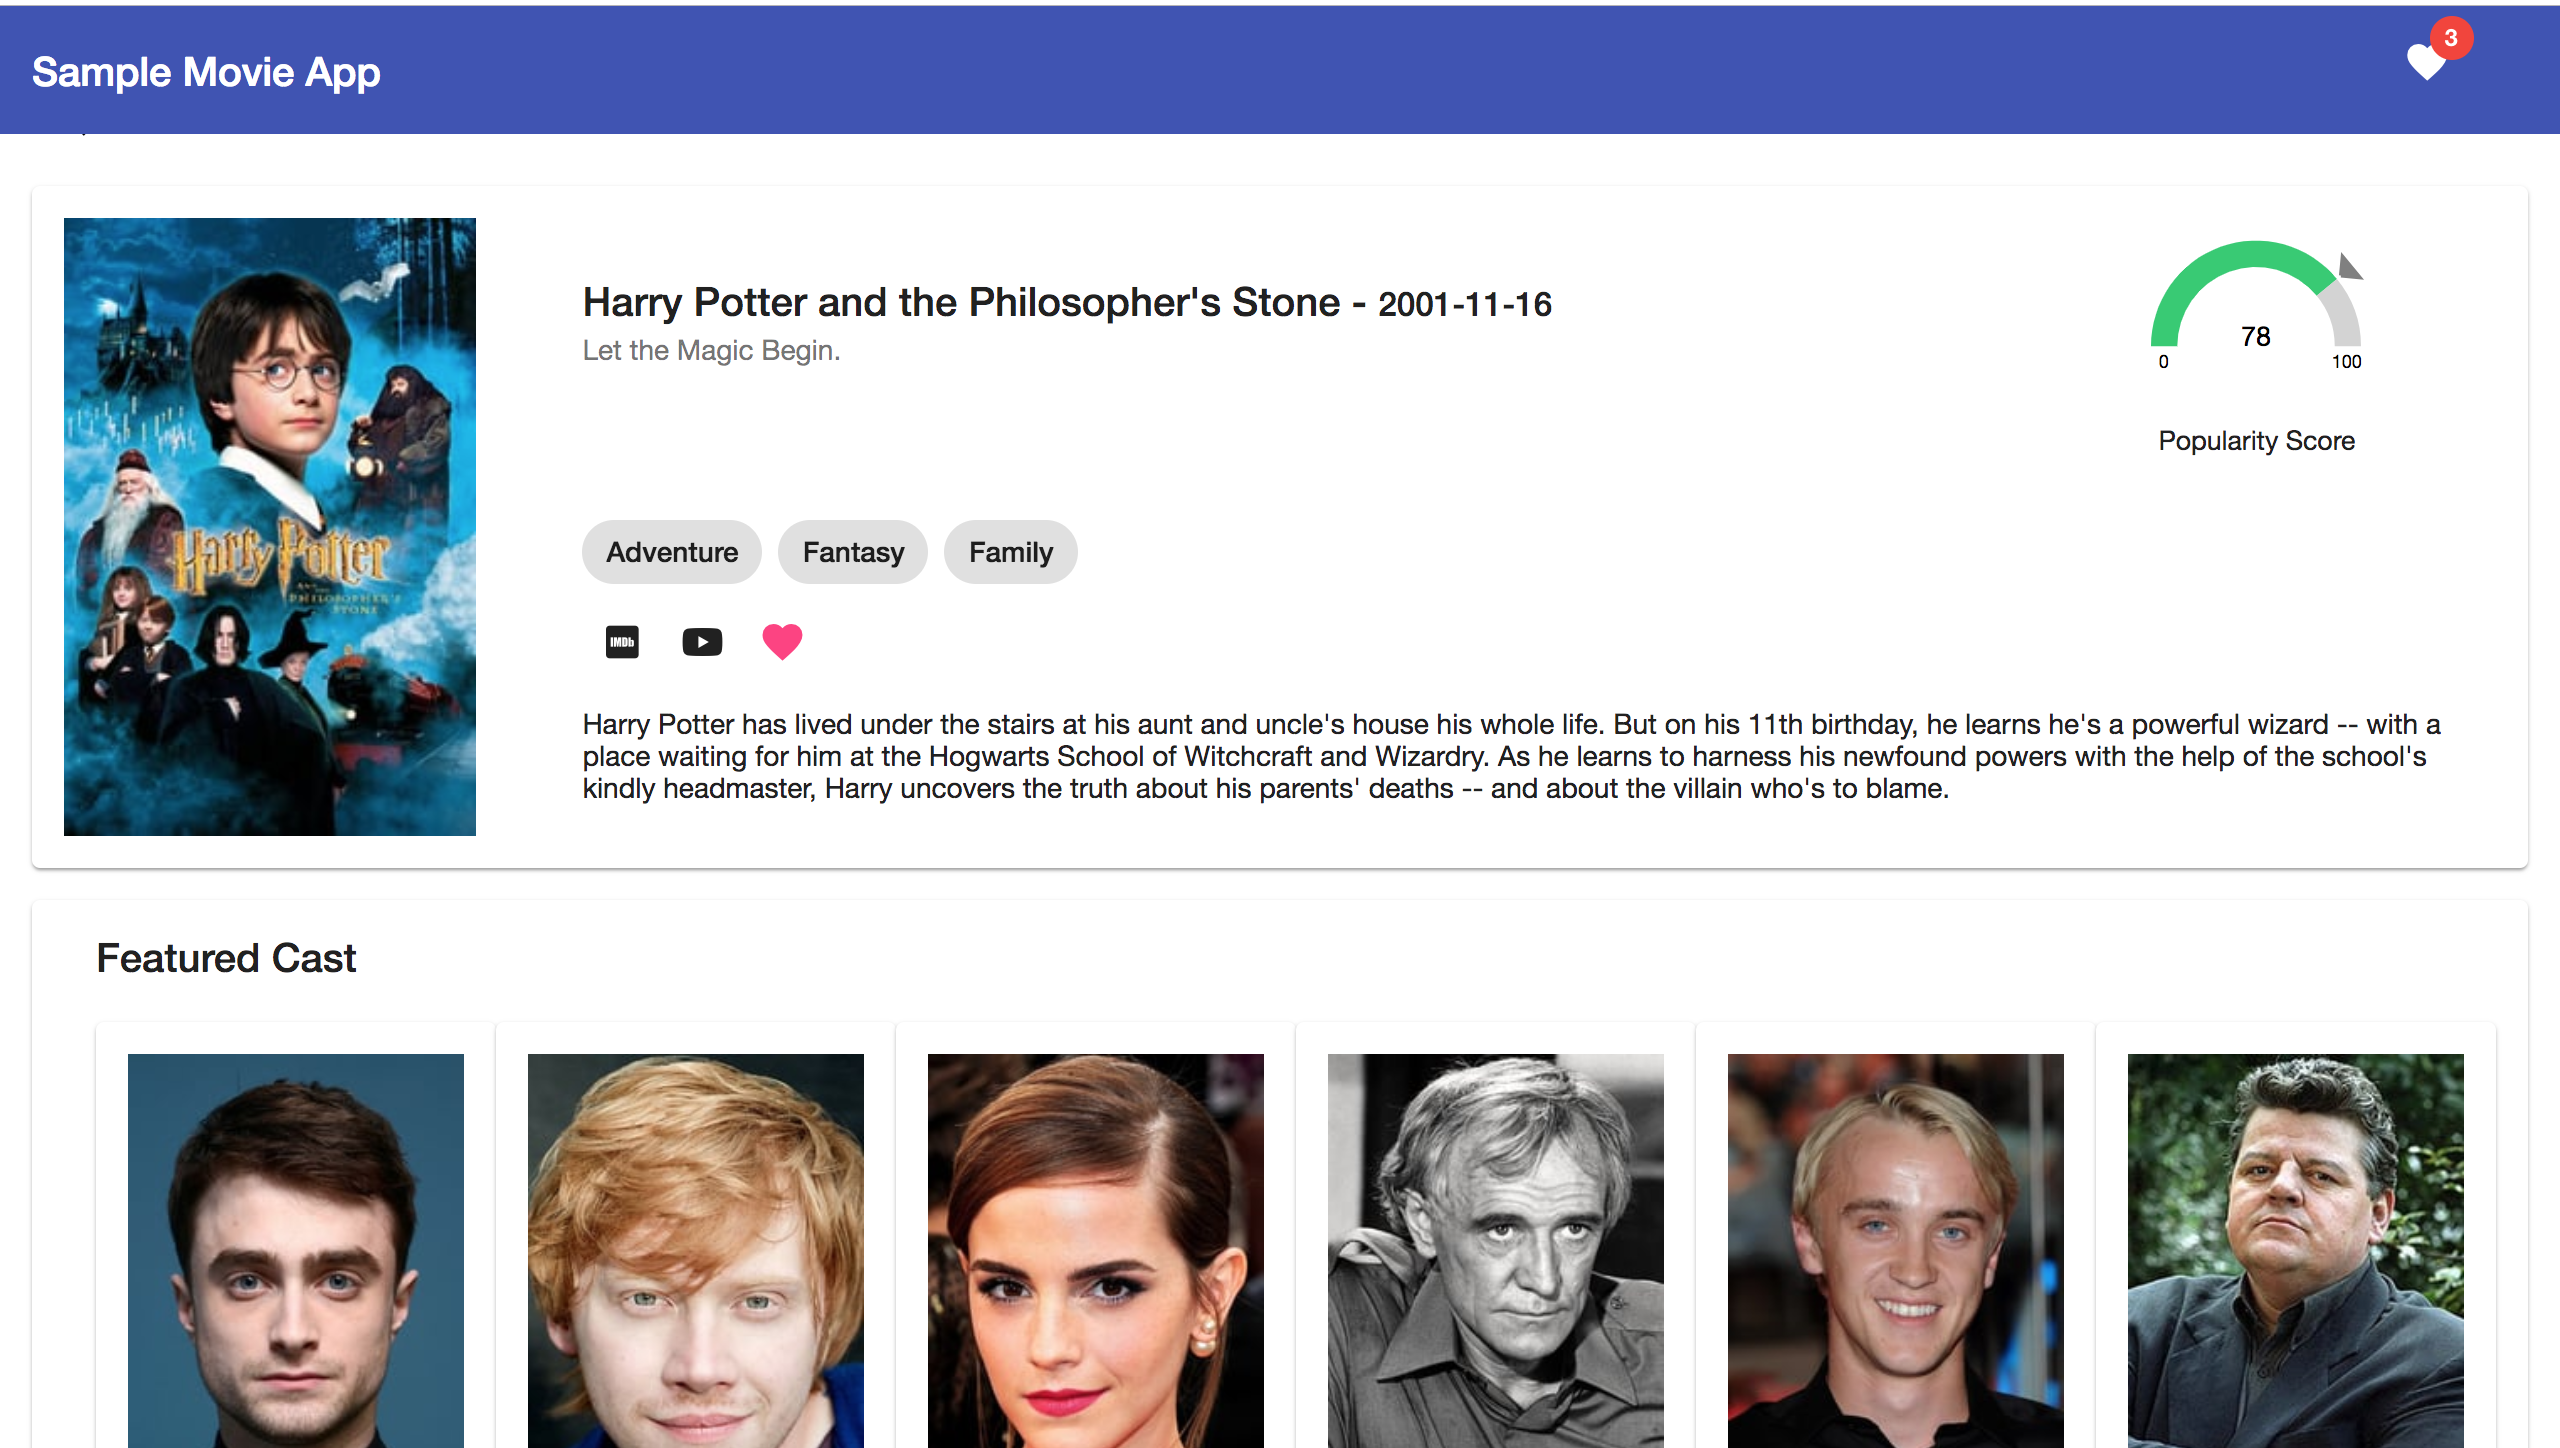 Sample Movie App
3
Harry Potter and the Philosopher's Stone - 2001-11-16
Let the Magic Begin.
78
0
100
Popularity Score
Harry Potter
AND THE
PHILOSOPHER'S
STONE
Adventure
Fantasy
Family
IMDb
Harry Potter has lived under the stairs at his aunt and uncle's house his whole life. But on his 11th birthday, he learns he's a powerful wizard -- with a
place waiting for him at the Hogwarts School of Witchcraft and Wizardry. As he learns to harness his newfound powers with the help of the school's
kindly headmaster, Harry uncovers the truth about his parents' deaths -- and about the villain who's to blame.
Featured Cast